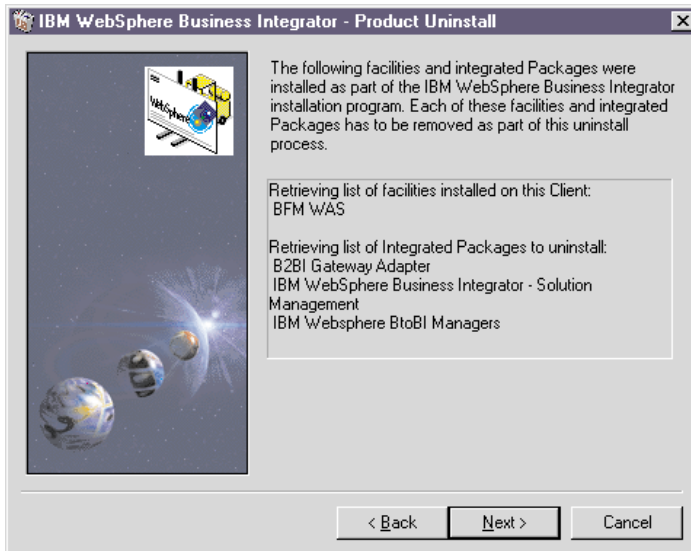 IBM WebSphere Business Integrator - Product Uninstall
WebSphere
The following facilities and integrated Packages were
installed as part of the IBM WebSphere Business Integrator
installation program. Each of these facilities and integrated
Packages has to be removed as part of this uninstall
process.
Retrieving list of facilities installed on this Client:
BFM WAS
Retrieving list of Integrated Packages to uninstall:
B2BI Gateway Adapter
IBM WebSphere Business Integrator - Solution
Management
IBM Websphere BtoBI Managers
< Back
Next >
Cancel